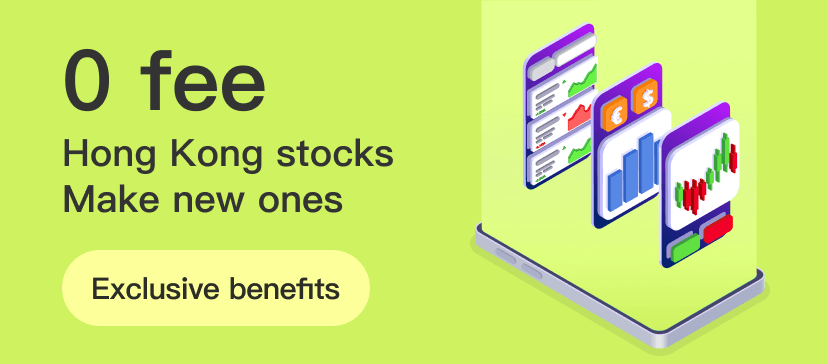 0 fee
Hong Kong stocks
Make new ones
Exclusive benefits
€
$